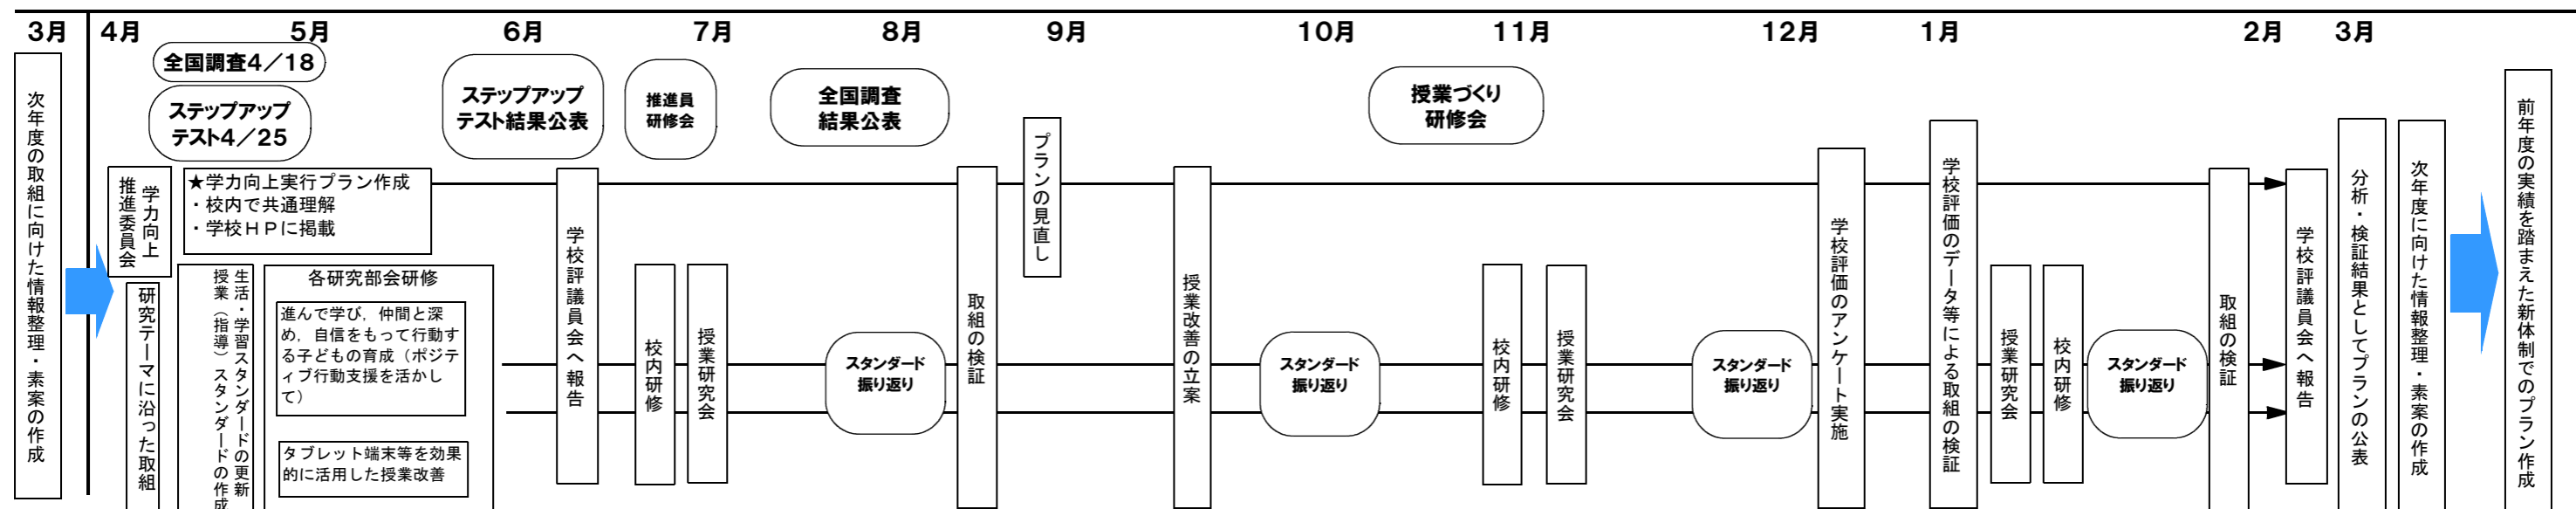 3月
4月
5月
6月
7月
8月
9月
10月
11月
12月
1月
2月
3月
次年度の取組に向けた情報整理・素案の作成
全国調査4／18
ステップアップ
テスト4／25
学力向上
推進委員会
研究テーマに沿った取組
★学力向上実行プラン作成
・校内で共通理解
・学校ＨＰに掲載
生活・学習スタンダードの更新
授業（指導）スタンダードの作成
各研究部会研修
進んで学び，仲間と深
め，自信をもって行動す
る子どもの育成（ポジテ
ィブ行動支援を活かし
て）
タブレット端末等を効果
的に活用した授業改善
ステップアップ
テスト結果公表
学校評議員会へ報告
推進員
研修会
校内研修
授業研究会
全国調査
結果公表
スタンダード
振り返り
取組の検証
プランの見直し
授業改善の立案
スタンダード
振り返り
授業づくり
研修会
校内研修
授業研究会
スタンダード
振り返り
学校評価のアンケート実施
学校評価のデータ等による取組の検証
授業研究会
校内研修
スタンダード
振り返り
取組の検証
学校評議員会へ報告
分析・検証結果としてプランの公表
次年度に向けた情報整理・素案の作成
前年度の実績を踏まえた新体制でのプラン作成